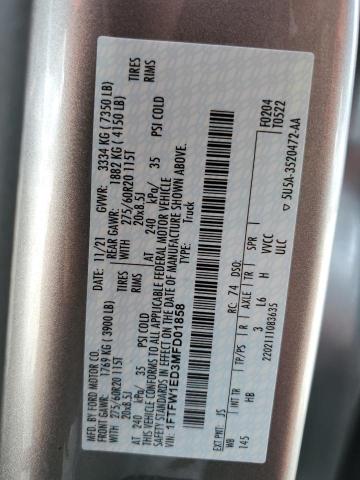 MFD. BY FORD MOTOR CO.
DATE: 11/21 GVWR: 3334 KG ( 7350 LB)
FRONT GAWR: 1769 KG ( 3900 LB) REAR GAWR: 1882 KG ( 4150 LB)
WITH 275/60R20 115T TIRES WITH 275/60R20 115T TIRES
20x8.5J RIMS 20x8.5J RIMS
AT 240 kPa/ 35 PSI COLD AT 240 kPa/ 35 PSI COLD
THIS VEHICLE CONFORMS TO ALL APPLICABLE FEDERAL MOTOR VEHICLE
SAFETY STANDARDS IN EFFECT ON THE DATE OF MANUFACTURE SHOWN ABOVE.
VIN: 1FTFW1ED3MFD01858 TYPE: Truck
F0204
T0522
EXT PNT: JS RC: 74 DSO:
WB INT TR TP/PS R AXLE TR SPR
145 HB 3 L6 H 1 VVCC
ULC
2202111083635 5U5A-3520472-AA